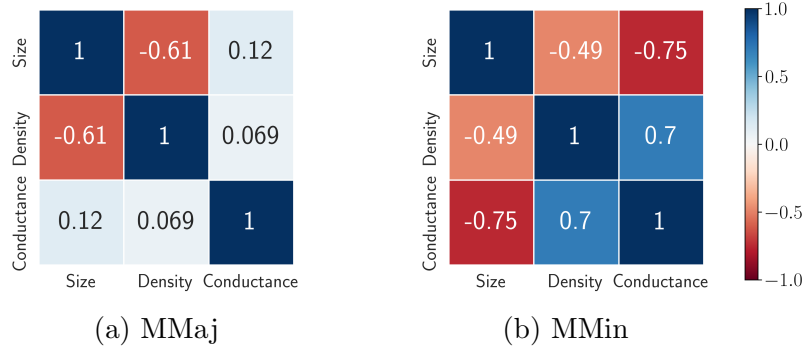 Size 1 -0.61 0.12
Density -0.61 1 0.069
Conductance 0.12 0.069 1
Size Density Conductance
(a) MMaj
Size 1 -0.49 -0.75
Density -0.49 1 0.7
Conductance -0.75 0.7 1
Size Density Conductance
(b) MMin
1.0
0.5
0.0
−0.5
−1.0